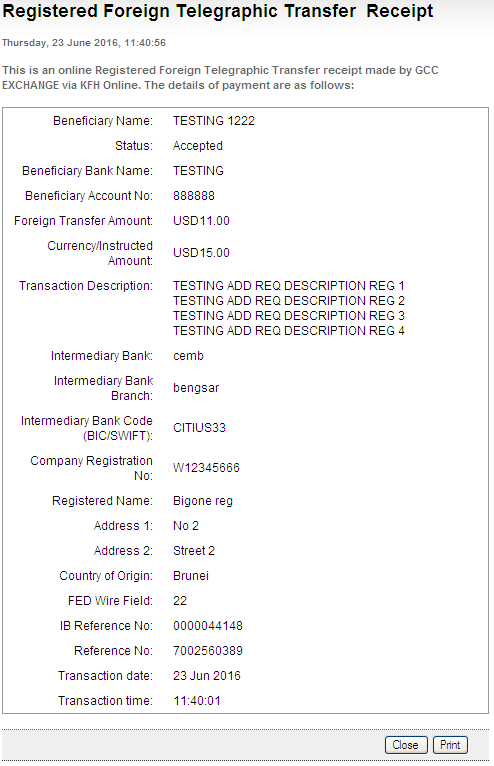 Registered Foreign Telegraphic Transfer Receipt
Thursday, 23 June 2016, 11:40:56
This is an online Registered Foreign Telegraphic Transfer receipt made by GCC
EXCHANGE via KFH Online. The details of payment are as follows:
Beneficiary Name: TESTING 1222
Status: Accepted
Beneficiary Bank Name: TESTING
Beneficiary Account No: 888888
Foreign Transfer Amount: USD11.00
Currency/Instructed
Amount: USD15.00
Transaction Description: TESTING ADD REQ DESCRIPTION REG 1
TESTING ADD REQ DESCRIPTION REG 2
TESTING ADD REQ DESCRIPTION REG 3
TESTING ADD REQ DESCRIPTION REG 4
Intermediary Bank: cemb
Intermediary Bank
Branch: bengsar
Intermediary Bank Code
(BIC/SWIFT): CITIUS33
Company Registration
No: W12345666
Registered Name: Bigone reg
Address 1: No 2
Address 2: Street 2
Country of Origin: Brunei
FED Wire Field: 22
IB Reference No: 0000044148
Reference No: 7002560389
Transaction date: 23 Jun 2016
Transaction time: 11:40:01
Close Print